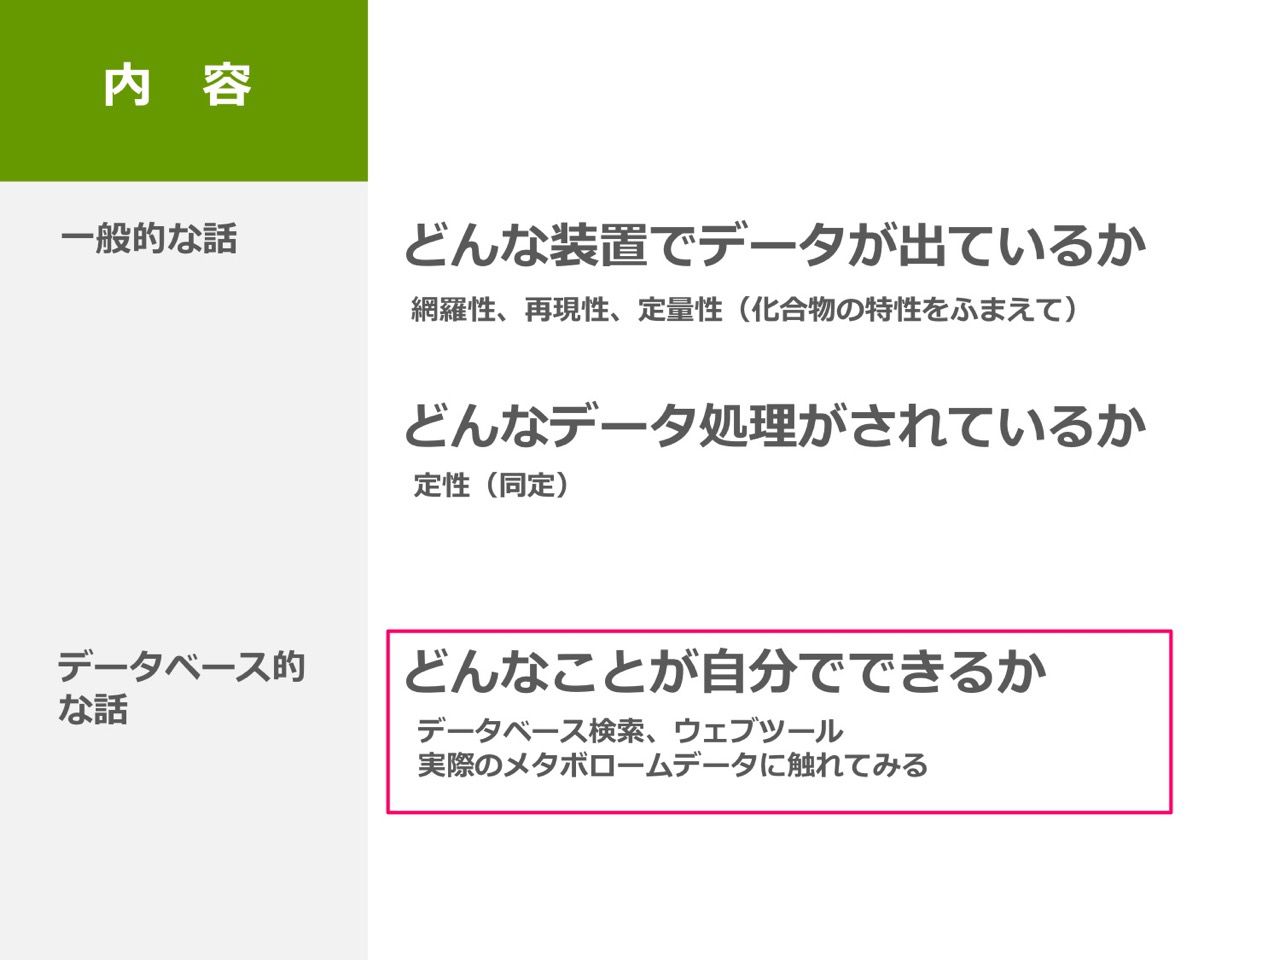 内　容
一般的な話
どんな装置でデータが出ているか
網羅性、再現性、定量性（化合物の特性をふまえて）
どんなデータ処理がされているか
定性（同定）
データベース的
な話
どんなことが自分でできるか
データベース検索、ウェブツール
実際のメタボロームデータに触れてみる